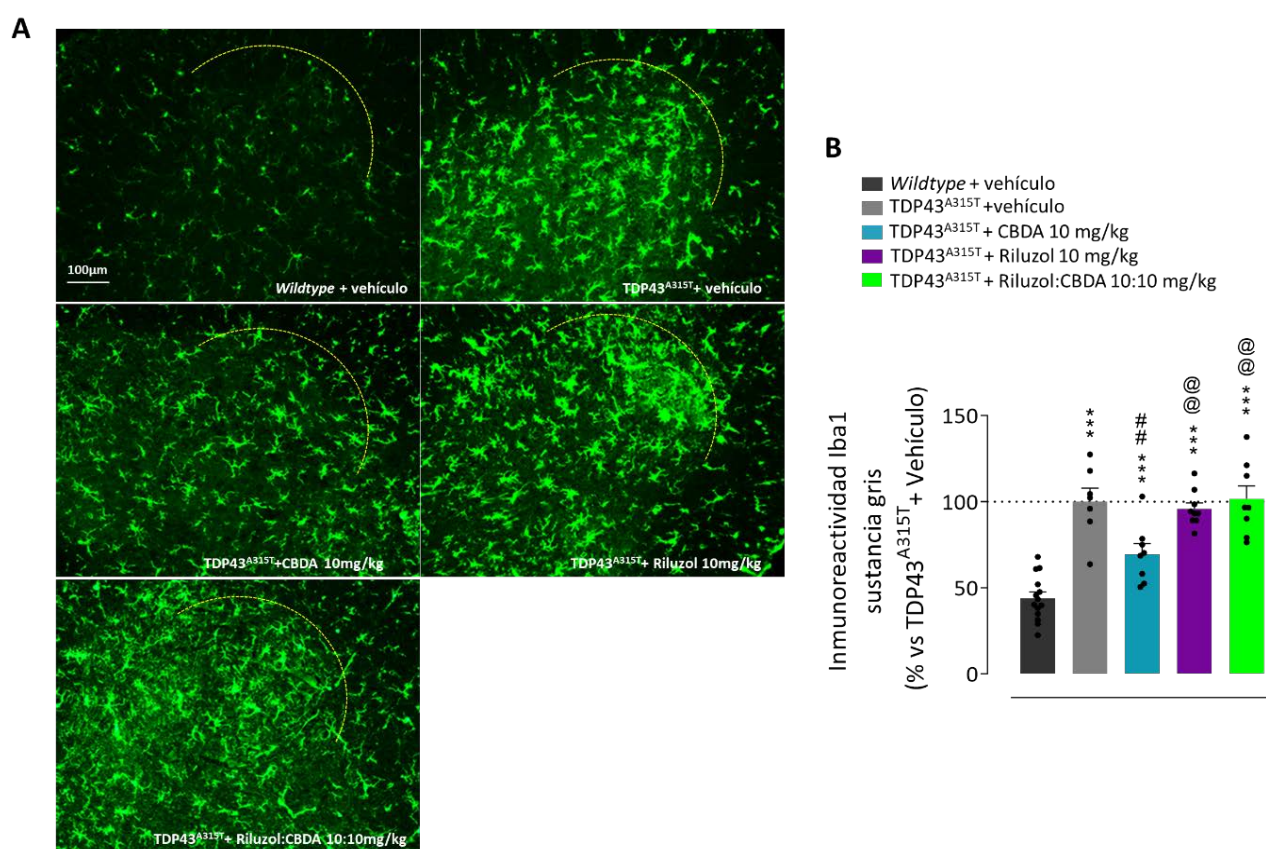 A
100μm
Wildtype + vehículo
TDP43A315T+ vehículo
TDP43A315T+CBDA 10mg/kg
TDP43A315T+ Riluzol 10mg/kg
TDP43A315T+ Riluzol:CBDA 10:10mg/kg
B
Wildtype + vehículo
TDP43A315T +vehículo
TDP43A315T + CBDA 10 mg/kg
TDP43A315T + Riluzol 10 mg/kg
TDP43A315T + Riluzol:CBDA 10:10 mg/kg
Inmunoreactividad Iba1
sustancia gris
(% vs TDP43A315T + Vehículo)
150
100
50
0
***
*** ##
*** @@
*** @@